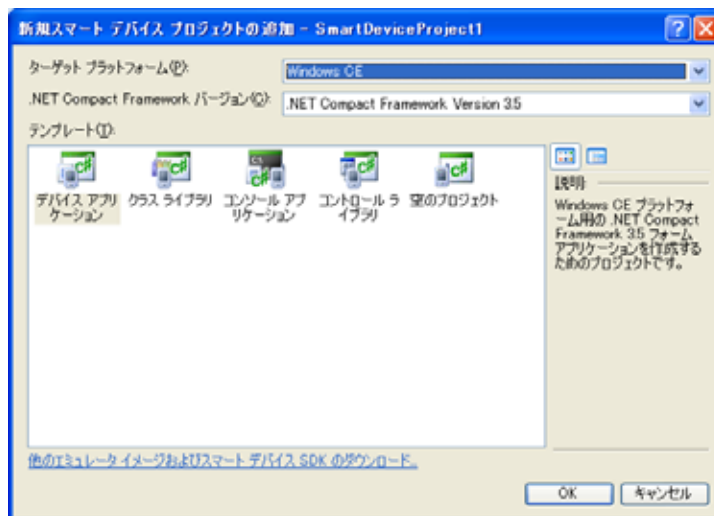 新規スマート デバイス プロジェクトの追加 - SmartDeviceProject1
ターゲット プラットフォーム(P):
Windows CE
.NET Compact Framework バージョン(C):
.NET Compact Framework Version 3.5
テンプレート(T):
デバイス アプリ
ケーション
クラス ライブラリ
コンソール アプ
リケーション
コントロール ラ
イブラリ
空のプロジェクト
説明
Windows CE プラットフォ
ーム用の .NET Compact
Framework 3.5 フォーム
アプリケーションを作成する
ためのプロジェクトです。
他のエミュレータ イメージおよびスマート デバイス SDK のダウンロード...
OK
キャンセル